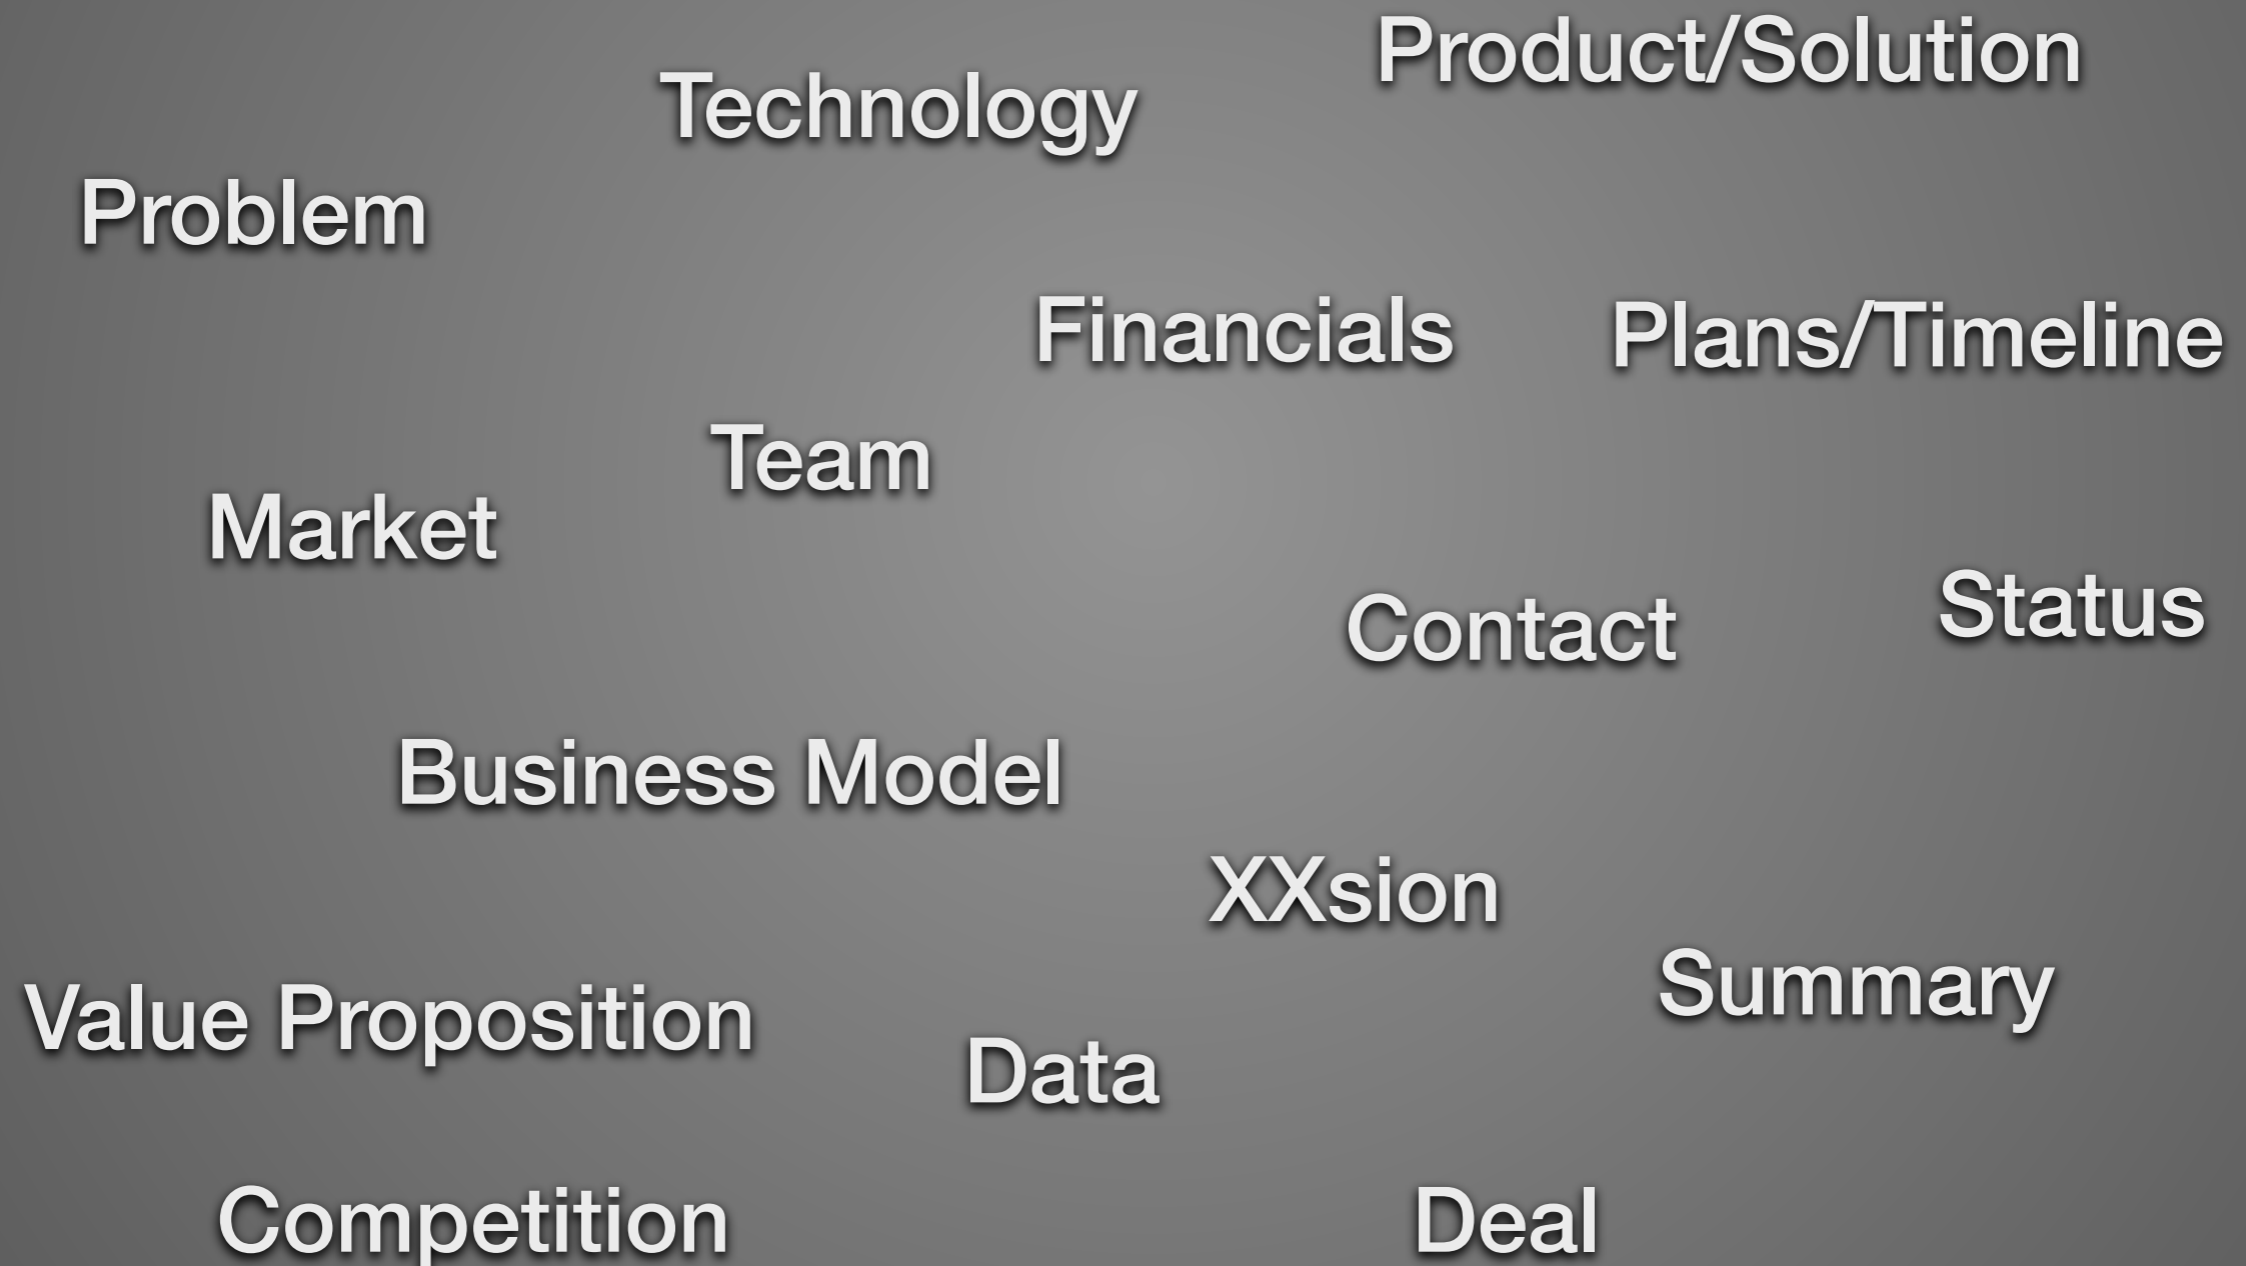 Product/Solution
Technology
Problem
Financials
Plans/Timeline
Team
Market
Status
Contact
Business Model
XXsion
Summary
Value Proposition
Data
Competition
Deal